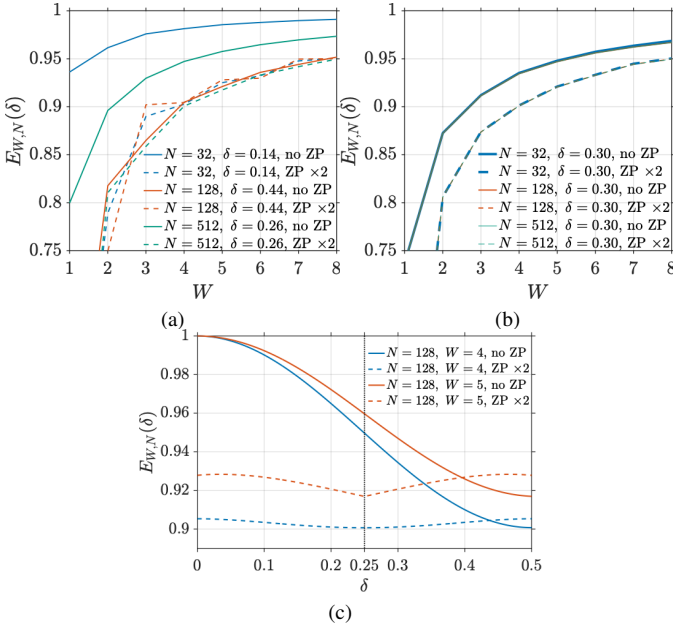 1
0.95
0.9
0.85
0.8
0.75
E_{W,N}(δ)
N = 32, δ = 0.14, no ZP
N = 32, δ = 0.14, ZP ×2
N = 128, δ = 0.44, no ZP
N = 128, δ = 0.44, ZP ×2
N = 512, δ = 0.26, no ZP
N = 512, δ = 0.26, ZP ×2
1 2 3 4 5 6 7 8
W
(a)
1
0.95
0.9
0.85
0.8
0.75
E_{W,N}(δ)
N = 32, δ = 0.30, no ZP
N = 32, δ = 0.30, ZP ×2
N = 128, δ = 0.30, no ZP
N = 128, δ = 0.30, ZP ×2
N = 512, δ = 0.30, no ZP
N = 512, δ = 0.30, ZP ×2
1 2 3 4 5 6 7 8
W
(b)
1
0.98
0.96
0.94
0.92
0.9
E_{W,N}(δ)
N = 128, W = 4, no ZP
N = 128, W = 4, ZP ×2
N = 128, W = 5, no ZP
N = 128, W = 5, ZP ×2
0 0.1 0.2 0.25 0.3 0.4 0.5
δ
(c)